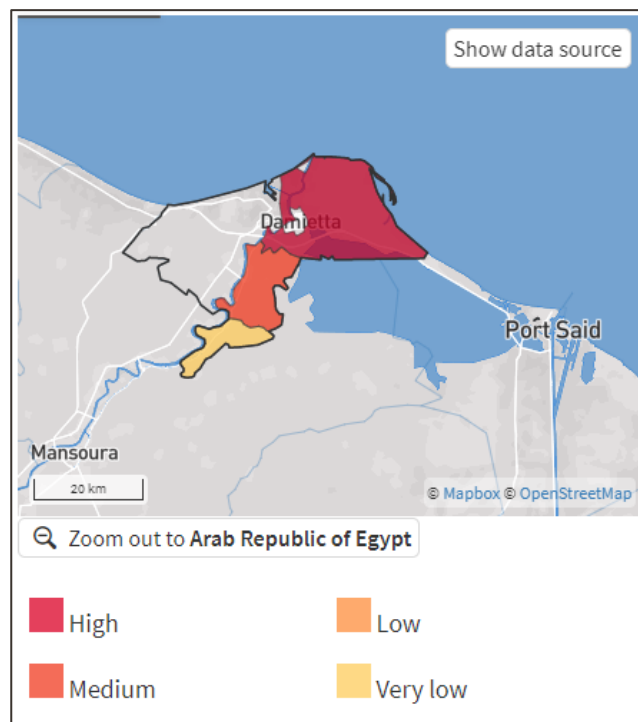 Show data source
Damietta
Port Said
Mansoura
20 km
© Mapbox © OpenStreetMap
Zoom out to Arab Republic of Egypt
High
Low
Medium
Very low